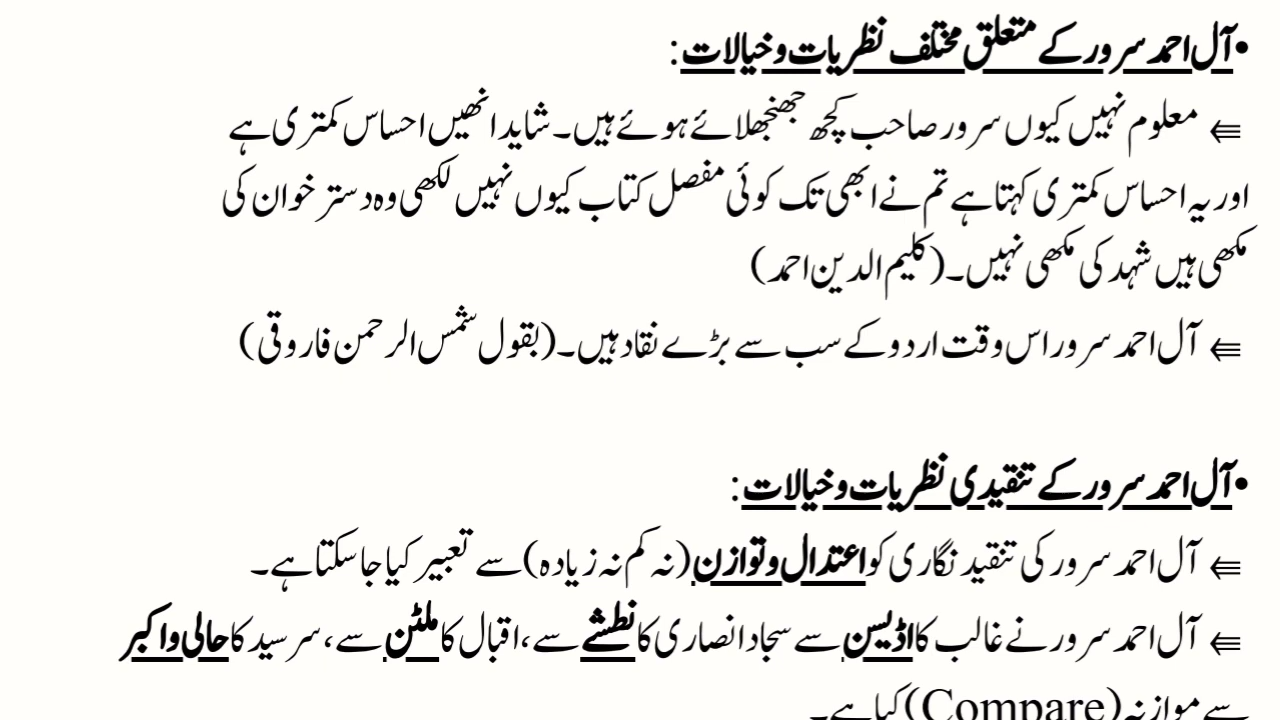 •آل احمد سرور کے متعلق مختلف نظریات و خیالات:
⇚ معلوم نہیں کیوں سرور صاحب کچھ جھنجھلائے ہوئے ہیں۔ شاید انھیں احساس کمتری ہے
اور یہ احساس کمتری کہتا ہے تم نے ابھی تک کوئی مفصل کتاب کیوں نہیں لکھی وہ دستر خوان کی
مکھی ہیں شہد کی مکھی نہیں۔ (کلیم الدین احمد)
⇚ آل احمد سرور اس وقت اردو کے سب سے بڑے نقاد ہیں۔ (بقول شمس الرحمن فاروقی)
•آل احمد سرور کے تنقیدی نظریات و خیالات:
⇚ آل احمد سرور کی تنقید نگاری کو اعتدال و توازن (نہ کم نہ زیادہ) سے تعبیر کیا جاسکتا ہے۔
⇚ آل احمد سرور نے غالب کا اڈیسن سے سجاد انصاری کا نطشے سے، اقبال کا ملٹن سے، سرسید کا حالی و اکبر
سے موازنہ (Compare) کیا ہے۔